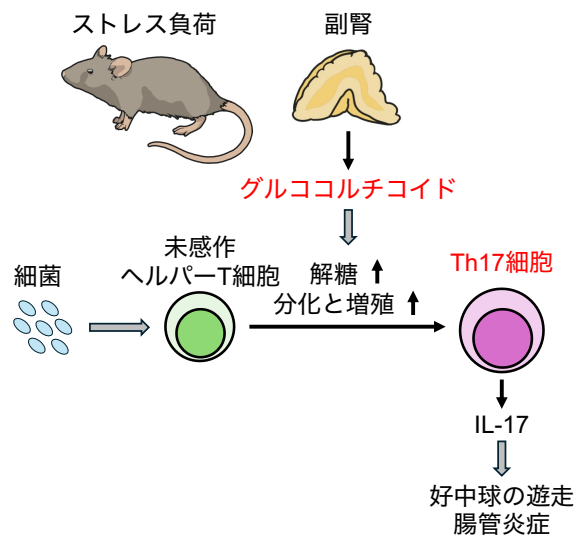 ストレス負荷
副腎
グルココルチコイド
細菌
未感作
ヘルパーT細胞
解糖
分化と増殖
Th17細胞
IL-17
好中球の遊走
腸管炎症